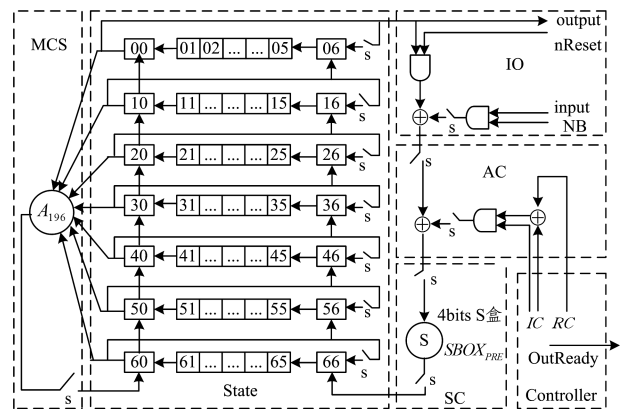 MCS
output
nReset
00 01 02 ... ... 05 06 s
IO
10 11 ... ... ... 15 16 s
input
s
NB
20 21 ... ... ... 25 26 s
s
AC
A196
30 31 ... ... ... 35 36 s
s
40 41 ... ... ... 45 46 s
s
50 51 ... ... ... 55 56 s
4bits S盒
IC RC
S
SBOXPRE
OutReady
60 61 ... ... ... 65 66 s
s
s
State
SC
Controller